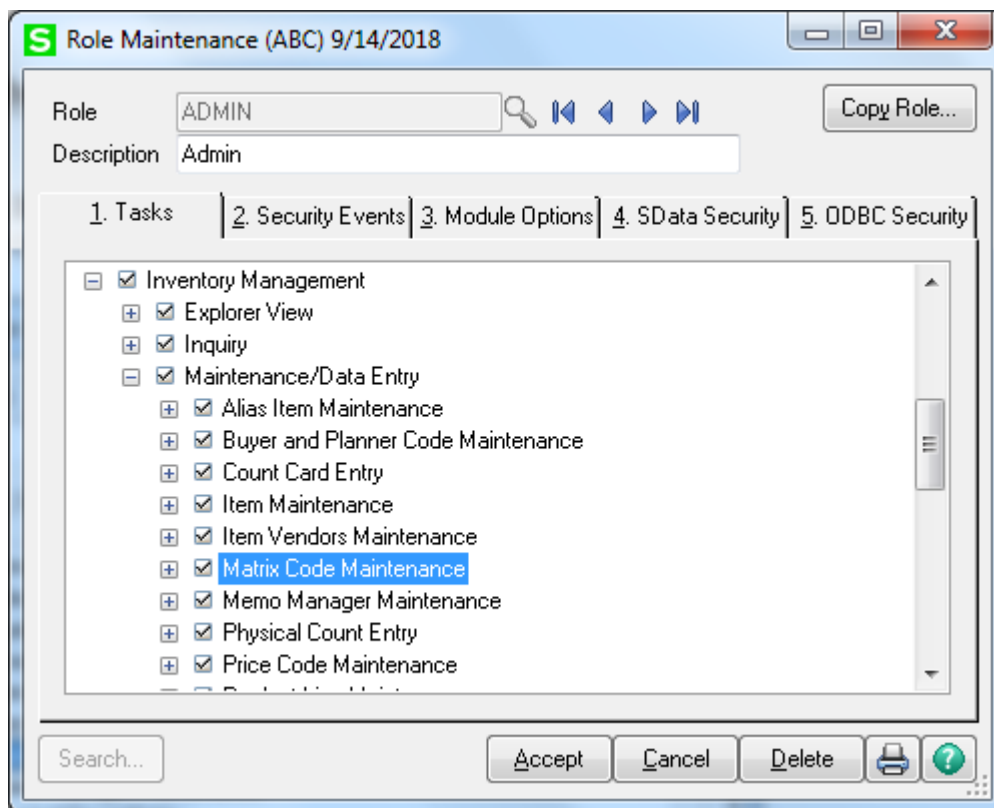 S Role Maintenance (ABC) 9/14/2018
Role ADMIN Copy Role...
Description Admin
1. Tasks 2. Security Events 3. Module Options 4. SData Security 5. ODBC Security
Inventory Management
Explorer View
Inquiry
Maintenance/Data Entry
Alias Item Maintenance
Buyer and Planner Code Maintenance
Count Card Entry
Item Maintenance
Item Vendors Maintenance
Matrix Code Maintenance
Memo Manager Maintenance
Physical Count Entry
Price Code Maintenance
Search... Accept Cancel Delete ?